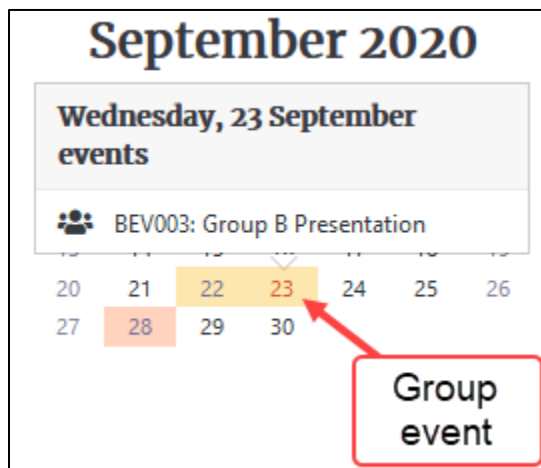 September 2020
Wednesday, 23 September
events
BEV003: Group B Presentation
20 21 22 23 24 25 26
27 28 29 30
Group
event